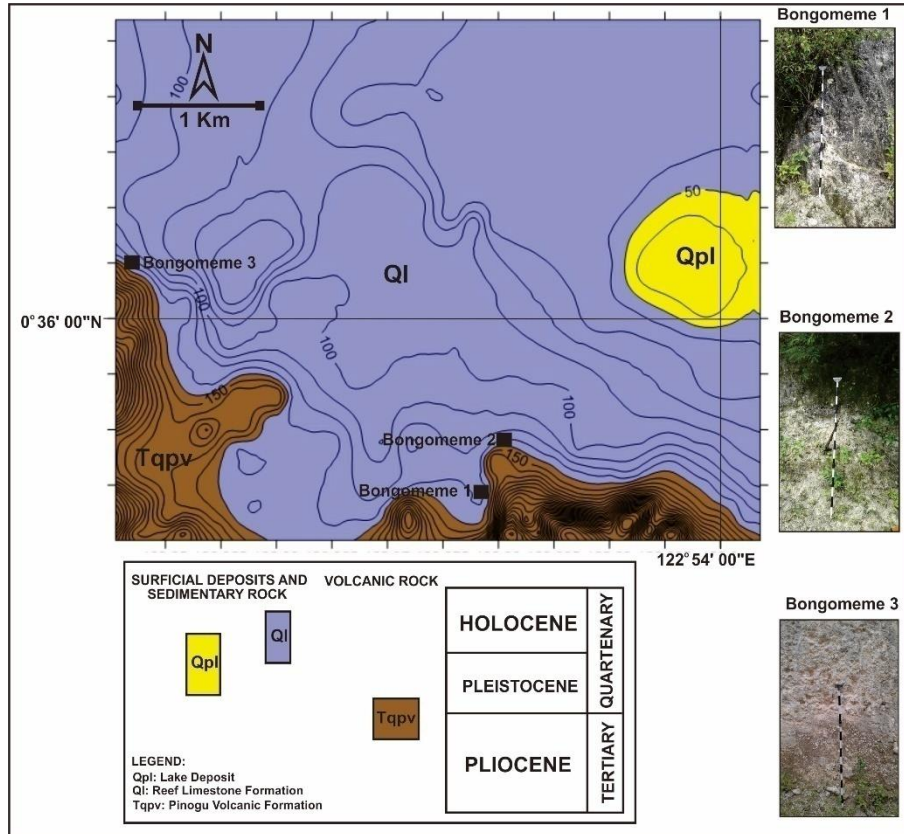 Bongomeme 1
N
1 Km
100
50
Qpl
Bongomeme 3
Ql
100
0° 36' 00"N
100
Bongomeme 2
150
100
Bongomeme 2
150
Tqpv
Bongomeme 1
122° 54' 00"E
SURFICIAL DEPOSITS AND
SEDIMENTARY ROCK
VOLCANIC ROCK
Ql
Qpl
Tqpv
HOLOCENE
PLEISTOCENE
PLIOCENE
QUARTENARY
TERTIARY
LEGEND:
Qpl: Lake Deposit
Ql: Reef Limestone Formation
Tqpv: Pinogu Volcanic Formation
Bongomeme 3